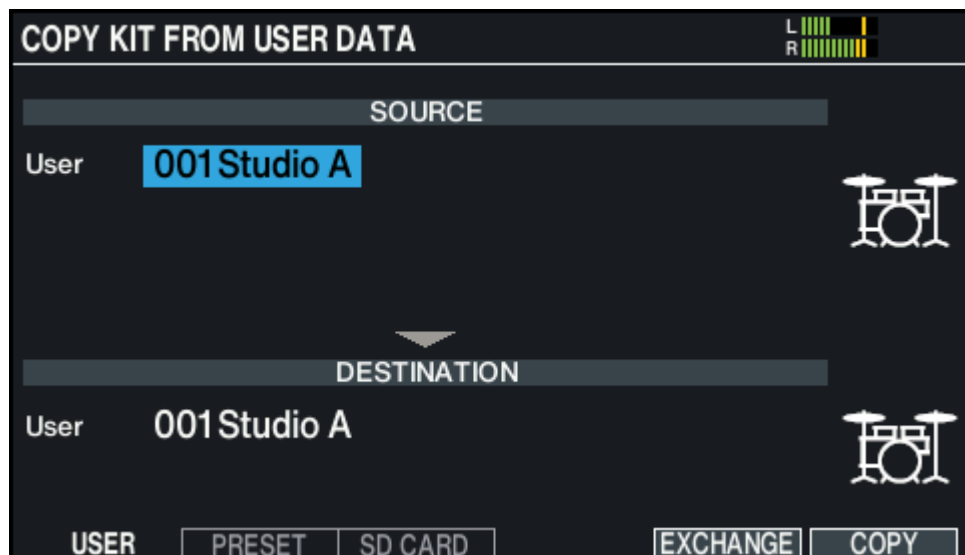 COPY KIT FROM USER DATA
L
R
SOURCE
User 001 Studio A
DESTINATION
User 001 Studio A
USER PRESET SD CARD EXCHANGE COPY